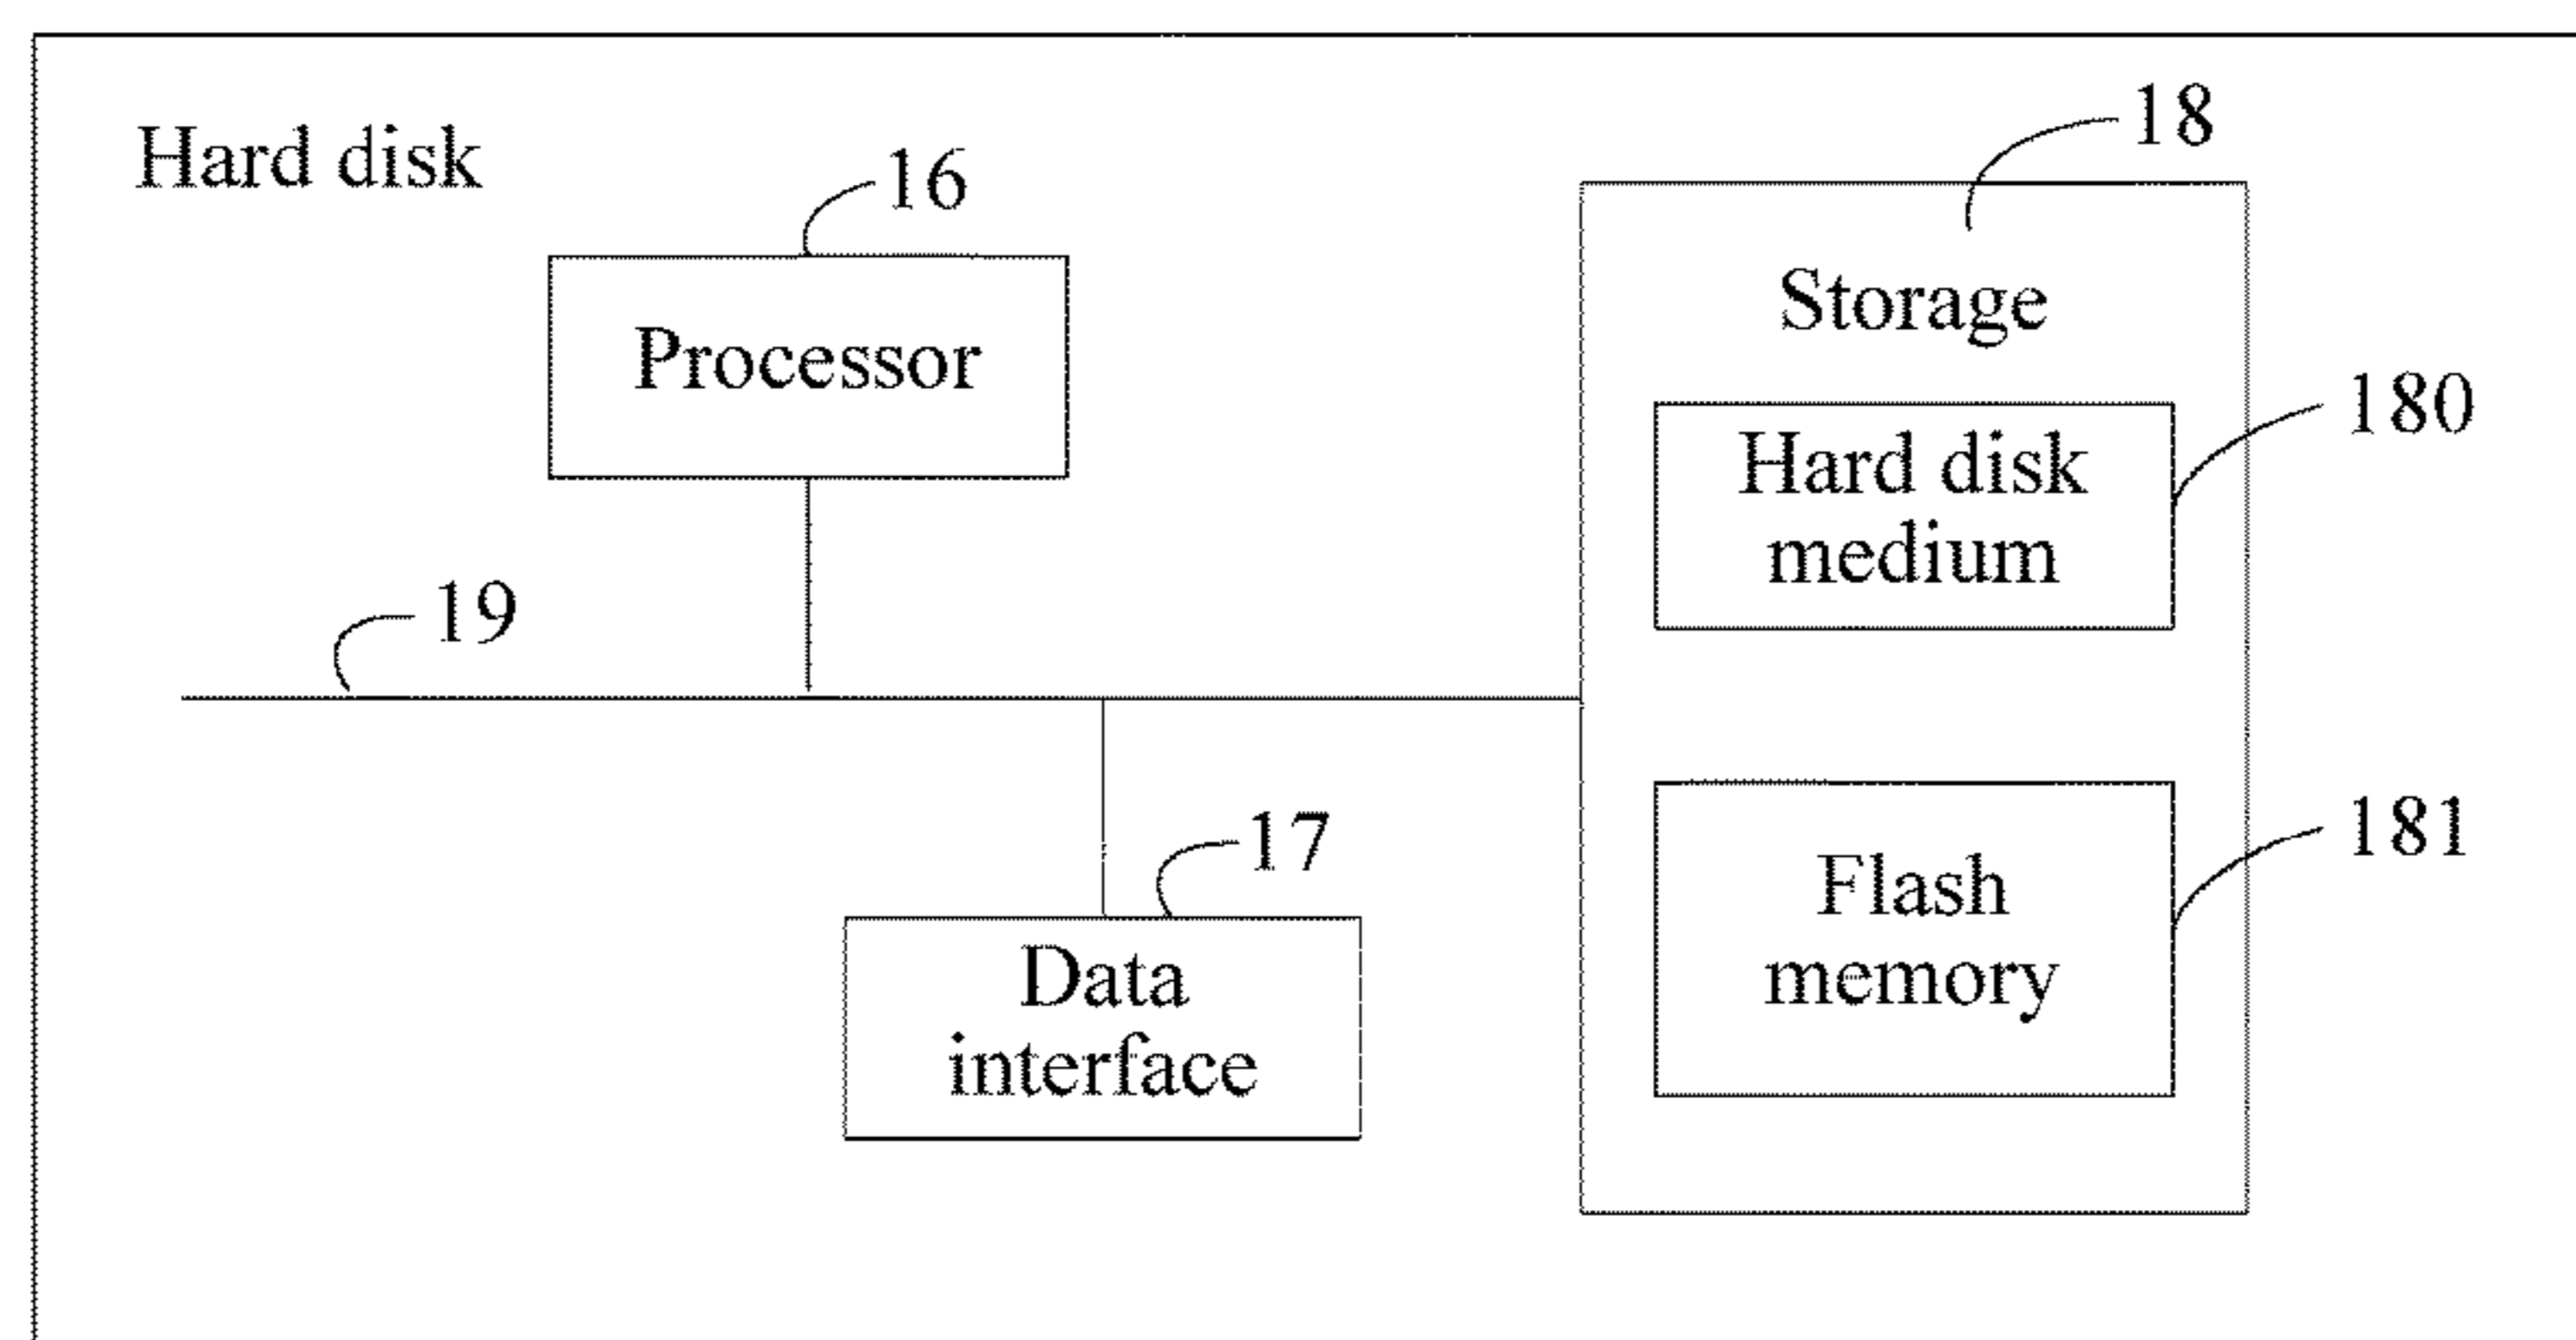 Hard disk
16
18
Processor
Storage
180
Hard disk
medium
19
17
181
Data
interface
Flash
memory